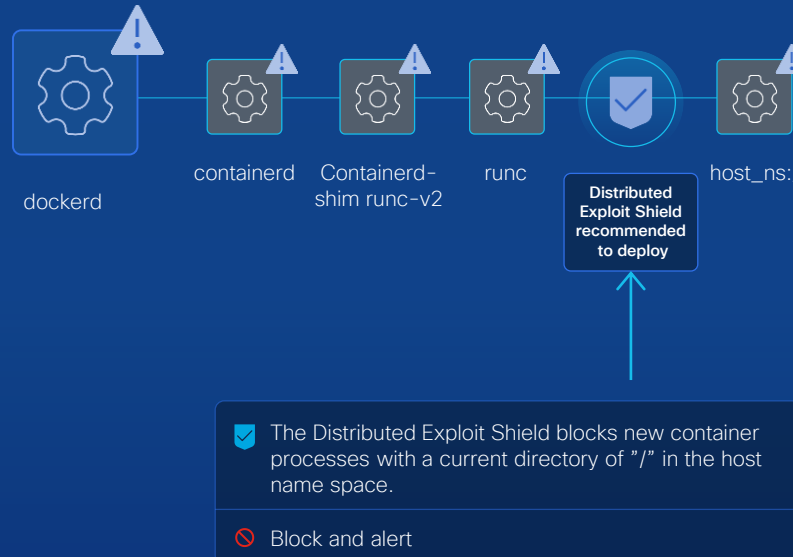 dockerd
containerd
Containerd-
shim runc-v2
runc
host_ns:
Distributed
Exploit Shield
recommended
to deploy
The Distributed Exploit Shield blocks new container
processes with a current directory of ”/” in the host
name space.
Block and alert